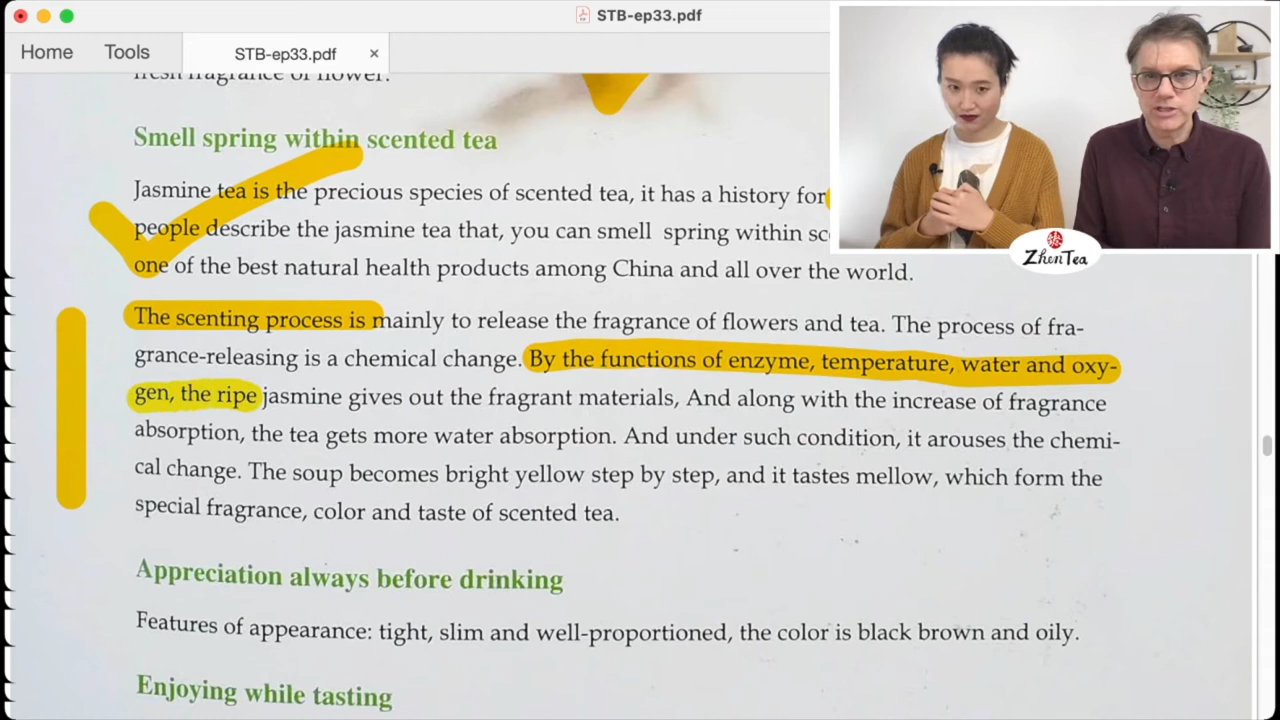 STB-ep33.pdf
Home Tools STB-ep33.pdf ×
fresh fragrance of flower.
Smell spring within scented tea
Jasmine tea is the precious species of scented tea, it has a history for
people describe the jasmine tea that, you can smell spring within sc
one of the best natural health products among China and all over the world.
The scenting process is mainly to release the fragrance of flowers and tea. The process of fra-
grance-releasing is a chemical change. By the functions of enzyme, temperature, water and oxy-
gen, the ripe jasmine gives out the fragrant materials, And along with the increase of fragrance
absorption, the tea gets more water absorption. And under such condition, it arouses the chemi-
cal change. The soup becomes bright yellow step by step, and it tastes mellow, which form the
special fragrance, color and taste of scented tea.
Appreciation always before drinking
Features of appearance: tight, slim and well-proportioned, the color is black brown and oily.
Enjoying while tasting
ZhenTea